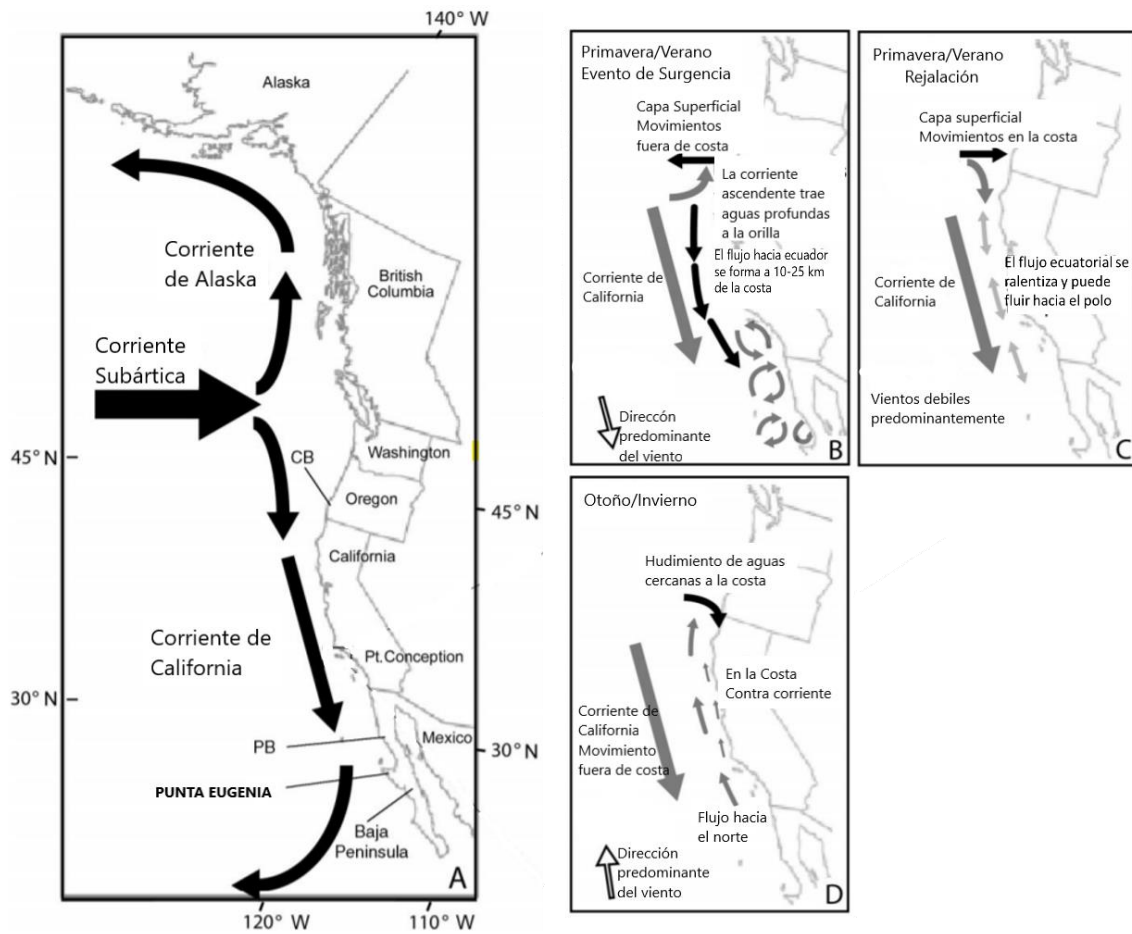 140° W
Alaska
Corriente
de Alaska
British
Columbia
Corriente
Subártica
45° N
CB
Washington
Oregon
45° N
California
Corriente de
California
Pt.Conception
30° N
PB
Mexico
30° N
PUNTA EUGENIA
Baja
Peninsula
A
120° W
110° W
Primavera/Verano
Evento de Surgencia
Capa Superficial
Movimientos
fuera de costa
La corriente
ascendente trae
aguas profundas
a la orilla
El flujo hacia ecuador
se forma a 10-25 km
de la costa
Corriente de
California
Direccón
predominante
del viento
B
Primavera/Verano
Rejalación
Capa superficial
Movimientos en la costa
El flujo ecuatorial se
ralentiza y puede
fluir hacia el polo
Corriente de
California
Vientos debiles
predominantemente
C
Otoño/Invierno
Hudimiento de aguas
cercanas a la costa
En la Costa
Contra corriente
Corriente de
California
Movimiento
fuera de costa
Flujo hacia
el norte
Dirección
predominante
del viento
D